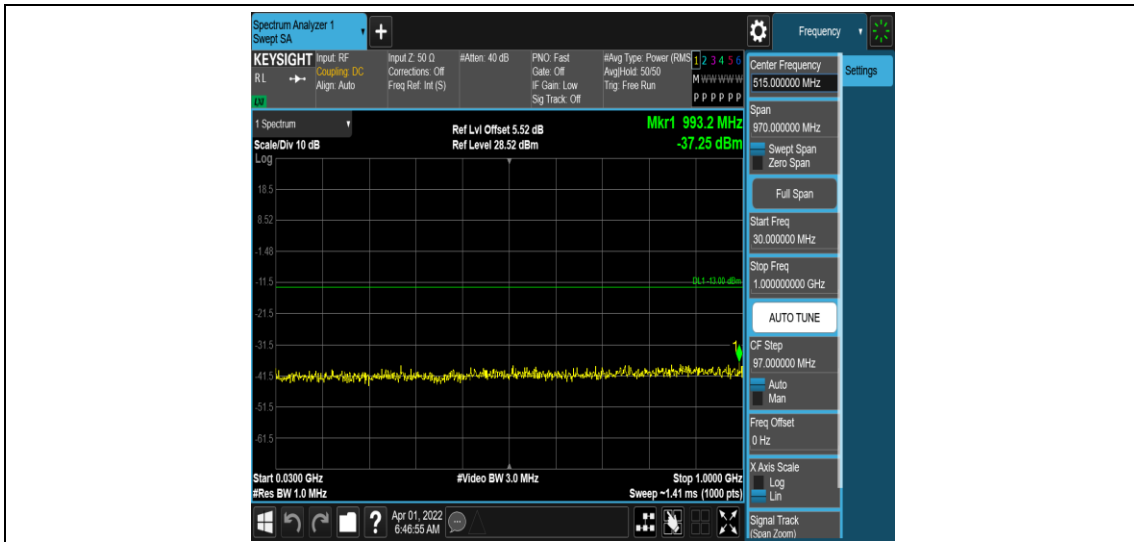 Spectrum Analyzer 1
Swept SA
+
Frequency
KEYSIGHT
RL
LXI
Input: RF
Coupling: DC
Align: Auto
Input Z: 50 Ω
Corrections: Off
Freq Ref: Int (S)
#Atten: 40 dB
PNO: Fast
Gate: Off
IF Gain: Low
Sig Track: Off
#Avg Type: Power (RMS
Avg|Hold: 50/50
Trig: Free Run
1 2 3 4 5 6
M W W W W W
P P P P P P
1 Spectrum
Scale/Div 10 dB
Log
Ref Lvl Offset 5.52 dB
Ref Level 28.52 dBm
Mkr1 993.2 MHz
-37.25 dBm
18.5
8.52
-1.48
-11.5
DL1 -13.00 dBm
-21.5
-31.5
1
-41.5
-51.5
-61.5
Start 0.0300 GHz
#Res BW 1.0 MHz
#Video BW 3.0 MHz
Stop 1.0000 GHz
Sweep ~1.41 ms (1000 pts)
?
Apr 01, 2022
6:46:55 AM
Center Frequency
515.000000 MHz
Settings
Span
970.000000 MHz
Swept Span
Zero Span
Full Span
Start Freq
30.000000 MHz
Stop Freq
1.000000000 GHz
AUTO TUNE
CF Step
97.000000 MHz
Auto
Man
Freq Offset
0 Hz
X Axis Scale
Log
Lin
Signal Track
(Span Zoom)